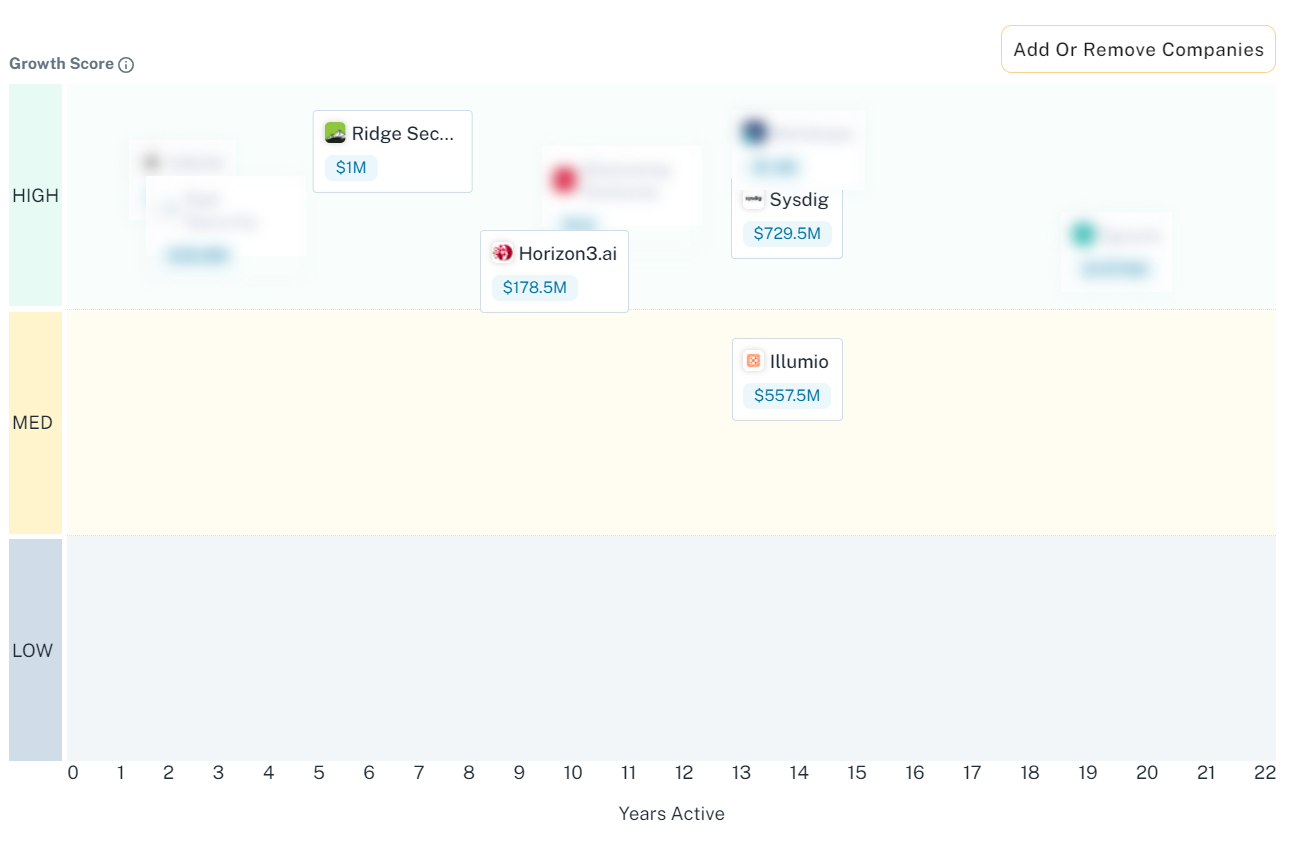 Add Or Remove Companies
Growth Score
HIGH
Ridge Sec...
$1M
Sysdig
$729.5M
Horizon3.ai
$178.5M
MED
Illumio
$557.5M
LOW
0 1 2 3 4 5 6 7 8 9 10 11 12 13 14 15 16 17 18 19 20 21 22
Years Active